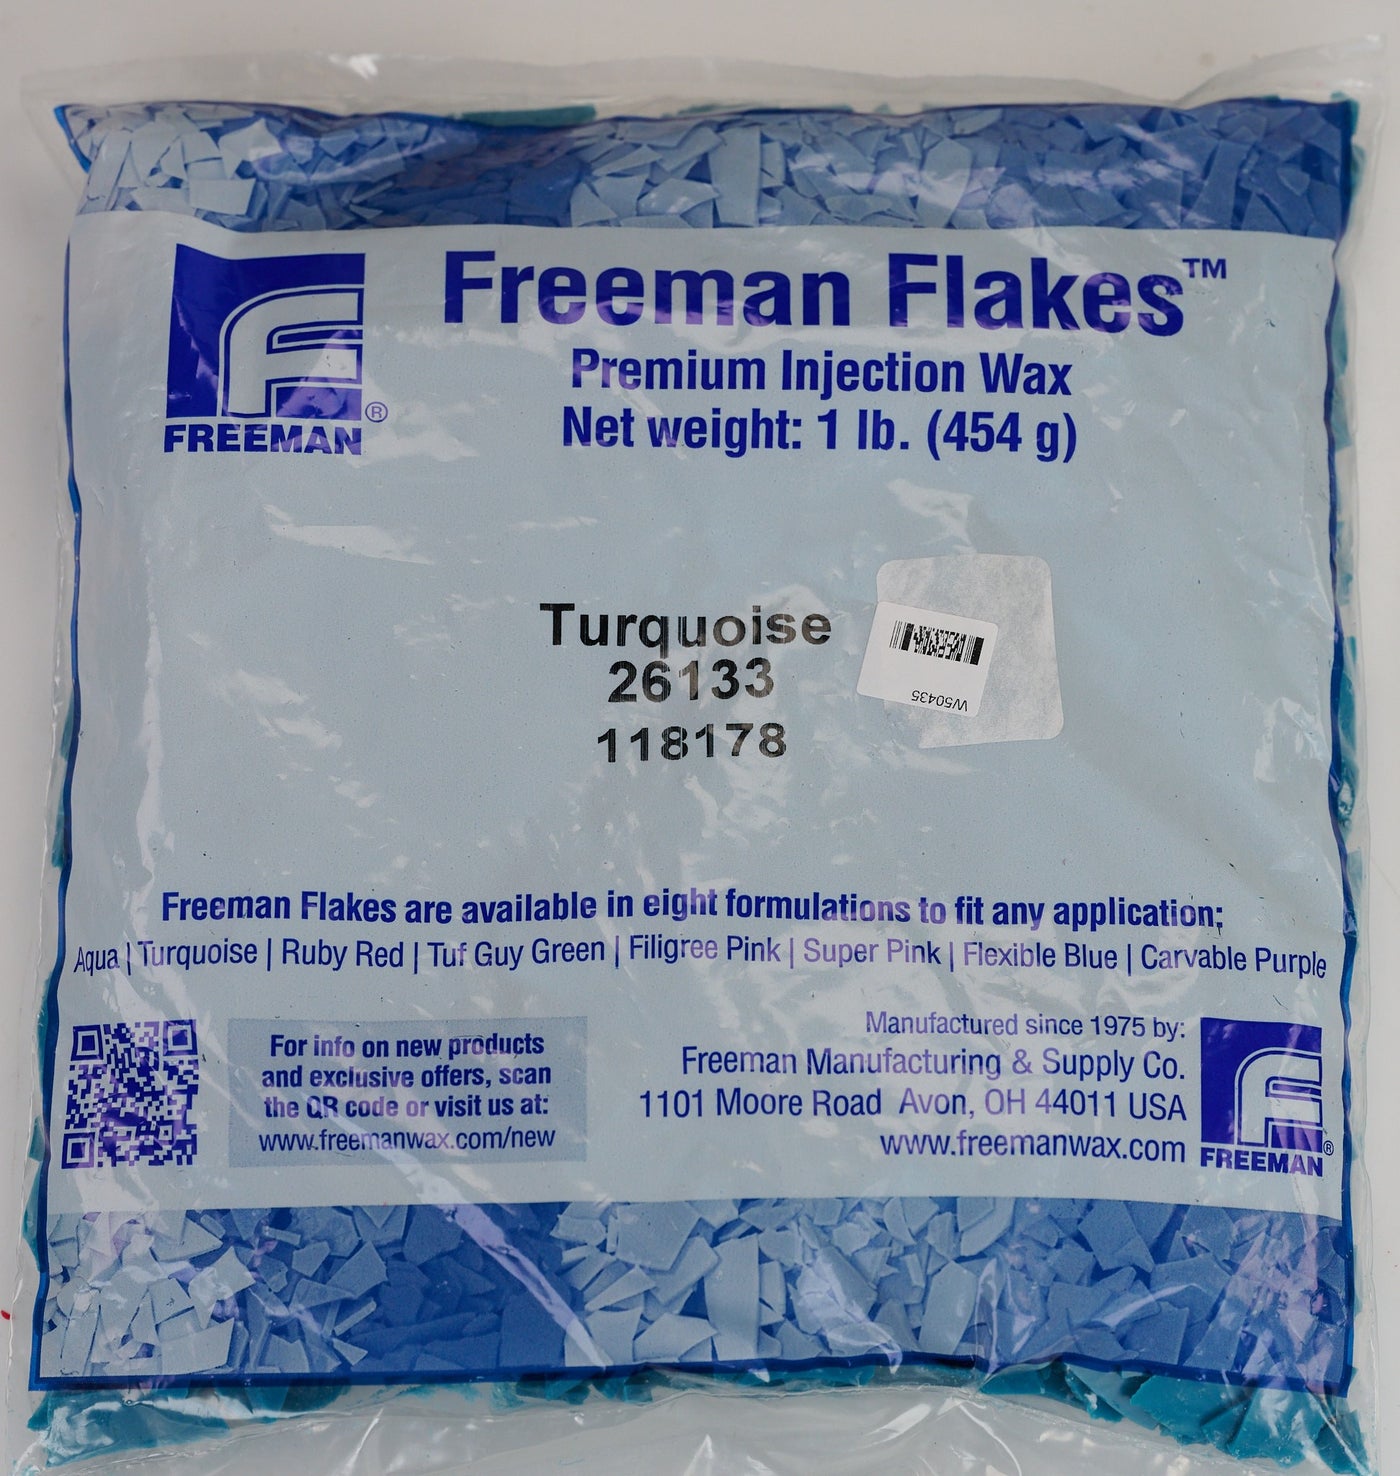 Freeman Flakes™
Premium Injection Wax
Net weight: 1 lb. (454 g)
FREEMAN®
Turquoise
26133
118178
W50435
Freeman Flakes are available in eight formulations to fit any application;
Aqua | Turquoise | Ruby Red | Tuf Guy Green | Filigree Pink | Super Pink | Flexible Blue | Carvable Purple
For info on new products
and exclusive offers, scan
the QR code or visit us at:
www.freemanwax.com/new
Manufactured since 1975 by:
Freeman Manufacturing & Supply Co.
1101 Moore Road Avon, OH 44011 USA
www.freemanwax.com
FREEMAN®